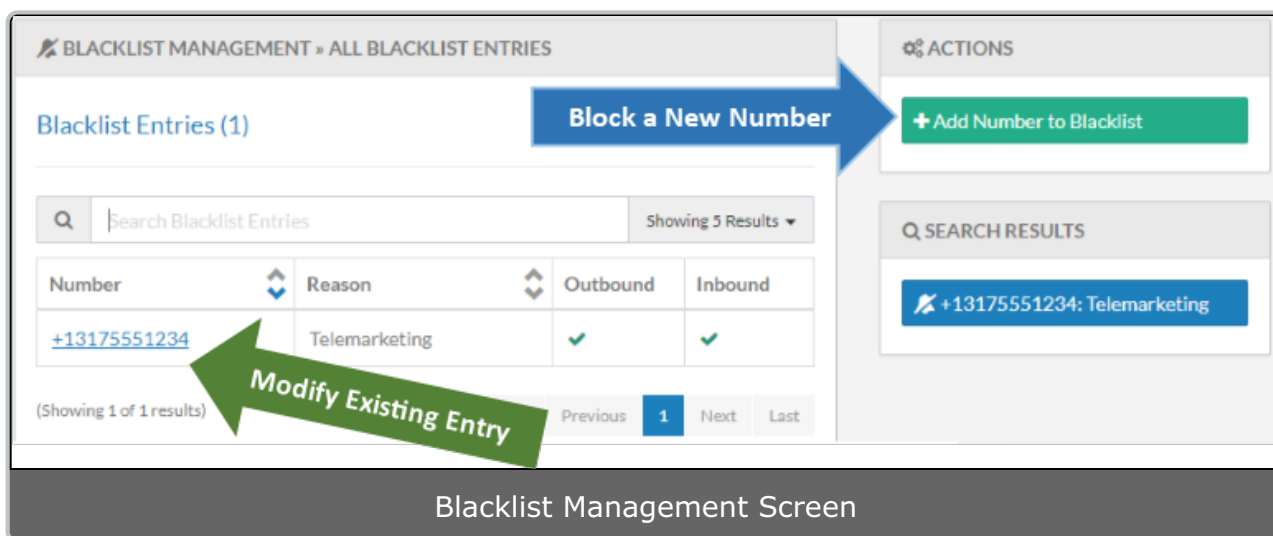 BLACKLIST MANAGEMENT » ALL BLACKLIST ENTRIES
Blacklist Entries (1)
Block a New Number
Search Blacklist Entries
Showing 5 Results
Number Reason Outbound Inbound
+13175551234 Telemarketing
Modify Existing Entry
(Showing 1 of 1 results)
Previous 1 Next Last
ACTIONS
+ Add Number to Blacklist
SEARCH RESULTS
+13175551234: Telemarketing
Blacklist Management Screen